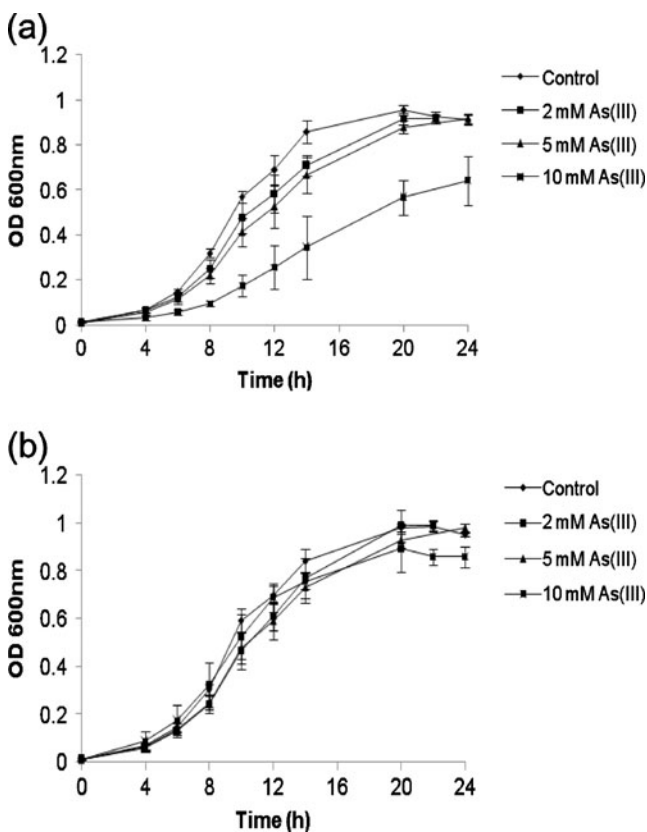 (a)
1.2
1
0.8
0.6
0.4
0.2
0
OD 600nm
0 4 8 12 16 20 24
Time (h)
Control
2 mM As(III)
5 mM As(III)
10 mM As(III)
(b)
1.2
1
0.8
0.6
0.4
0.2
0
OD 600nm
0 4 8 12 16 20 24
Time (h)
Control
2 mM As(III)
5 mM As(III)
10 mM As(III)